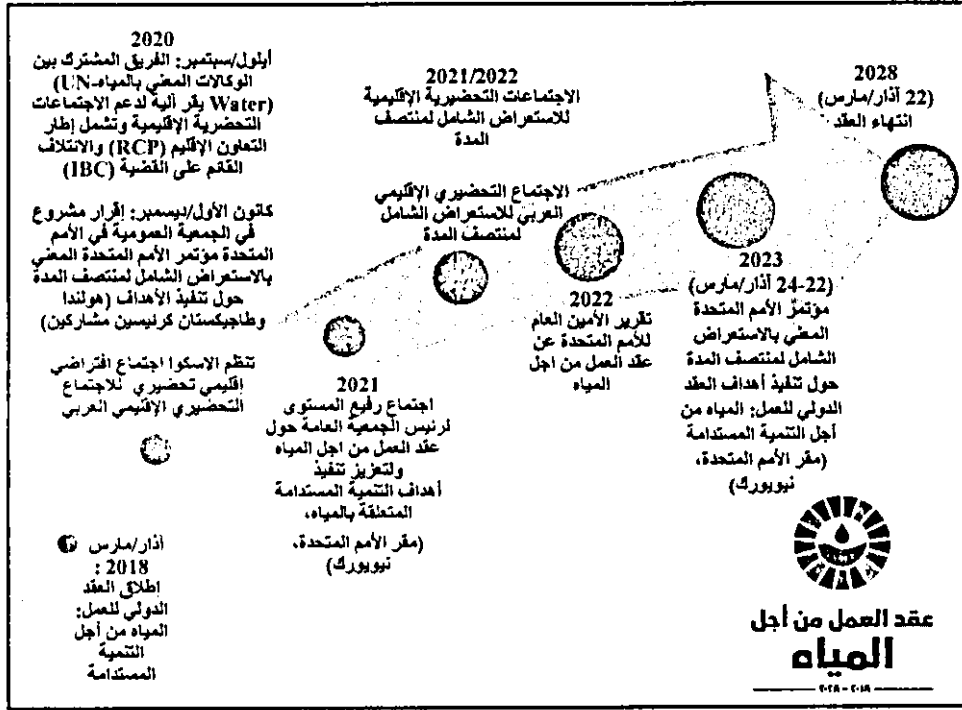 2020
أيلول/سبتمبر: الفريق المشترك بين
الوكالات المعني بالمياه-UN)
(Water يقر آلية لدعم الاجتماعات
التحضرية الإقليمية وتشمل إطار
التعاون الإقليم (RCP) والائتلاف
القائم على القضية (IBC)
كانون الأول/ديسمبر: إقرار مشروع
في الجمعية العمومية في الأمم
المتحدة مؤتمر الأمم المتحدة المعني
بالاستعراض الشامل لمنتصف المدة
حول تنفيذ الأهداف (هولندا
وطاجيكستان كرئيسين مشاركين)
تنظم الاسكوا اجتماع افتراضي
إقليمي تحضيري للاجتماع
التحضيري الإقليمي العربي
آذار/مارس
2018 :
إطلاق العقد
الدولي للعمل:
المياه من أجل
التنمية
المستدامة
2021/2022
الاجتماعات التحضيرية الإقليمية
للاستعراض الشامل لمنتصف
المدة
الاجتماع التحضيري الإقليمي
العربي للاستعراض الشامل
لمنتصف المدة
2021
اجتماع رفيع المستوى
لرئيس الجمعية العامة حول
عقد العمل من اجل المياه
ولتعزيز تنفيذ
أهداف التنمية المستدامة
المتعلقة بالمياه،
(مقر الأمم المتحدة،
نيويورك)
2022
تقرير الأمين العام
للأمم المتحدة عن
عقد العمل من اجل
المياه
2023
(22-24 آذار/مارس)
مؤتمر الأمم المتحدة
المعني بالاستعراض
الشامل لمنتصف المدة
حول تنفيذ أهداف العقد
الدولي للعمل: المياه من
أجل التنمية المستدامة
(مقر الأمم المتحدة،
نيويورك)
2028
(22 آذار/مارس)
انتهاء العقد
عقد العمل من أجل
المياه
٢٠١٨ - ٢٠٢٨